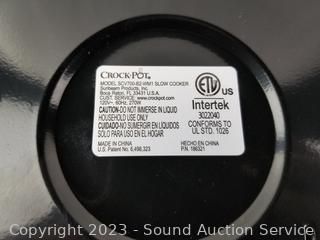 CROCK·POT®
MODEL SCV700-B2-WM1 SLOW COOKER
Sunbeam Products, Inc.
Boca Raton, FL 33431 U.S.A.
CUST. SERVICE: www.crockpot.com
120V~, 60Hz, 270W
CAUTION-DO NOT IMMERSE IN LIQUID
HOUSEHOLD USE ONLY
CUIDADO-NO SUMERGIR EN LÍQUIDOS
SOLO PARA USO EN EL HOGAR
MADE IN CHINA
U.S. Patent No. 6,498,323
HECHO EN CHINA
P.N. 186321
ETL US
Intertek
3022040
CONFORMS TO
UL STD. 1026
Copyright 2023 - Sound Auction Service